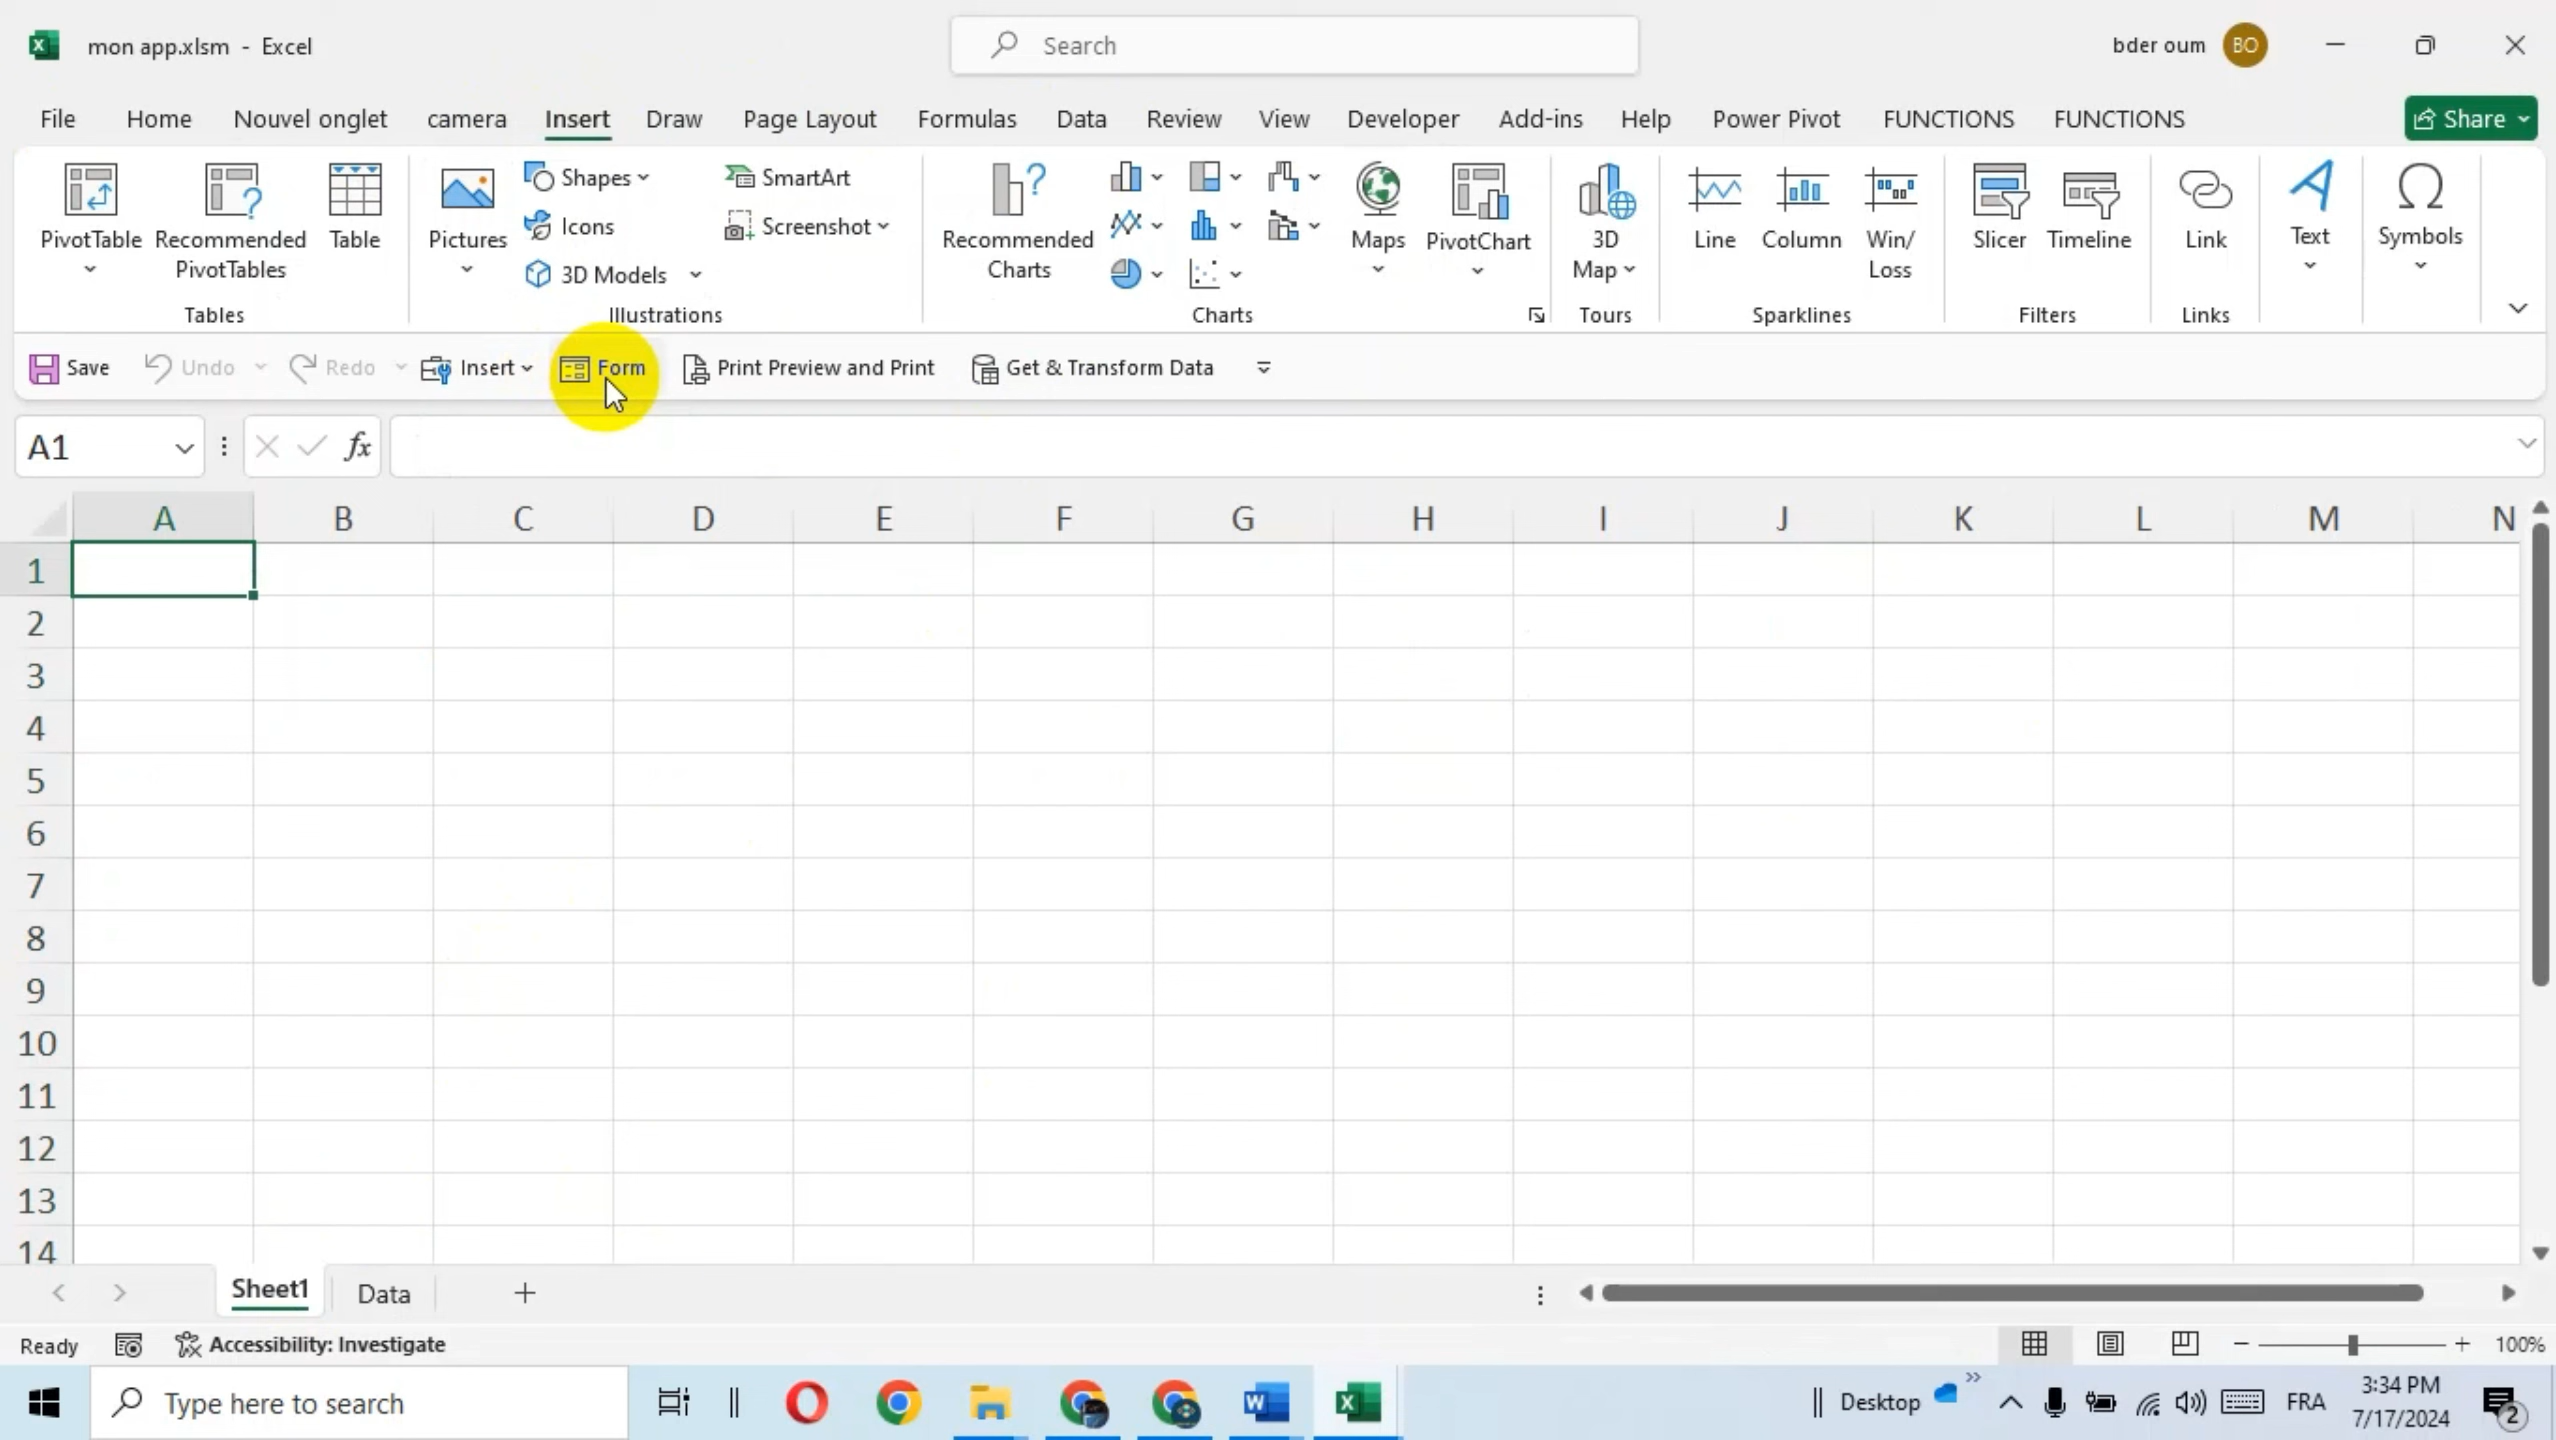 mon app.xlsm - Excel
Search
bder oum BO
File Home Nouvel onglet camera Insert Draw Page Layout Formulas Data Review View Developer Add-ins Help Power Pivot FUNCTIONS FUNCTIONS Share
PivotTable
Recommended PivotTables
Table
Tables
Pictures
Shapes
Icons
3D Models
SmartArt
Screenshot
Illustrations
Recommended Charts
Maps
PivotChart
Charts
3D Map
Tours
Line
Column
Win/Loss
Sparklines
Slicer
Timeline
Filters
Link
Links
Text
Symbols
Save Undo Redo Insert Form Print Preview and Print Get & Transform Data
A1 fx
A B C D E F G H I J K L M N
1
2
3
4
5
6
7
8
9
10
11
12
13
14
Sheet1 Data
Ready Accessibility: Investigate 100%
Type here to search Desktop FRA 3:34 PM
7/17/2024 2